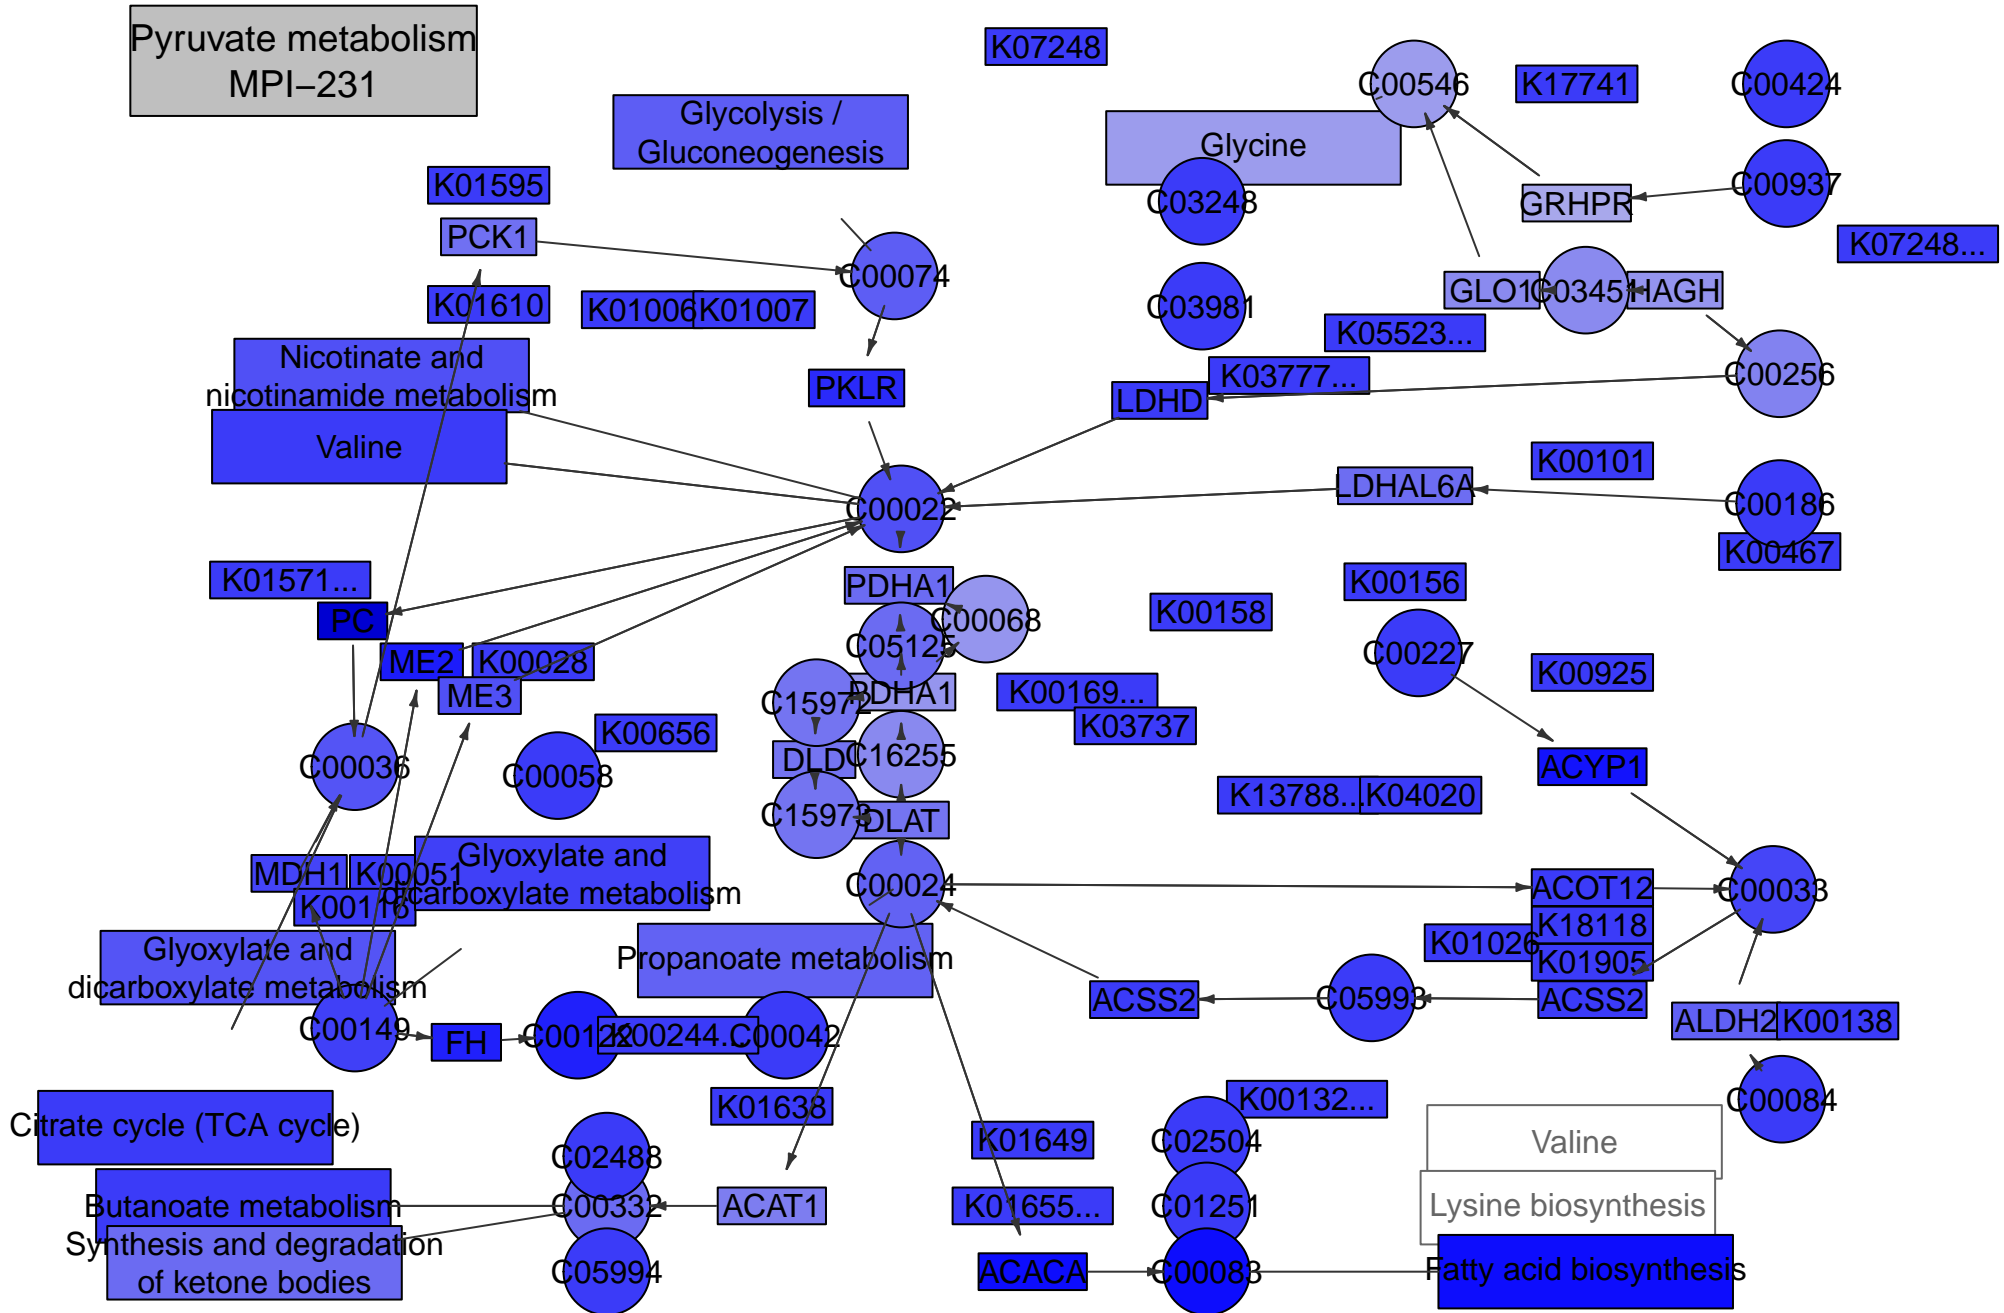 Pyruvate metabolism
MPI−231
K07248
C00546
K17741
C00424
Glycolysis /
Gluconeogenesis
Glycine
K01595
C03248
GRHPR
C00937
PCK1
K07248...
C00074
GLO1
C03451
HAGH
K01610
K01006
K01007
C03981
K05523...
Nicotinate and
nicotinamide metabolism
PKLR
K03777...
LDHD
C00256
Valine
K00101
LDHAL6A
C00022
C00186
K00467
K01571...
PDHA1
K00156
PC
C00068
K00158
C05125
C00227
ME2
K00028
ME3
C15972
PDHA1
K00169...
K00925
K03737
K00656
C00036
C00058
DLD
C16255
ACYP1
K13788...
K04020
C15973
DLAT
MDH1
K00051
Glyoxylate and
dicarboxylate metabolism
K00116
C00024
ACOT12
C00033
K18118
K01026
K01905
Glyoxylate and
dicarboxylate metabolism
Propanoate metabolism
ACSS2
C05993
ACSS2
C00149
FH
C00122
K00244...
C00042
ALDH2
K00138
K01638
K00132...
C00084
Citrate cycle (TCA cycle)
C02488
K01649
C02504
Valine
Butanoate metabolism
C00332
ACAT1
K01655...
C01251
Lysine biosynthesis
Synthesis and degradation
of ketone bodies
C05994
ACACA
C00083
Fatty acid biosynthesis